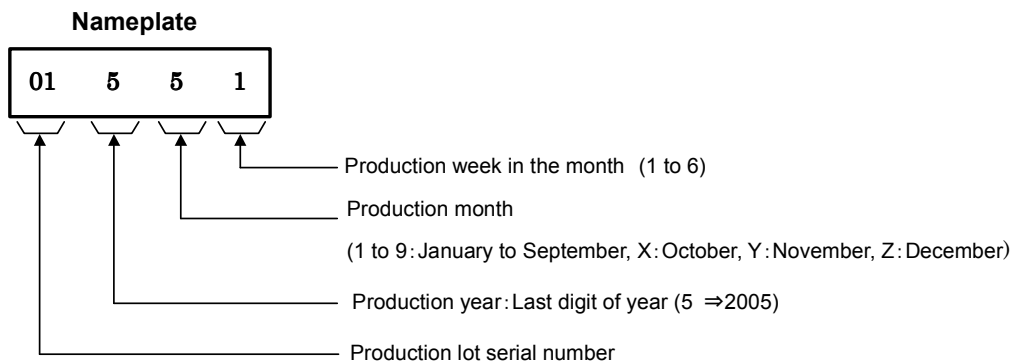 Nameplate
01 5 5 1
Production week in the month (1 to 6)
Production month
(1 to 9:January to September, X:October, Y:November, Z:December)
Production year:Last digit of year (5 ⇒2005)
Production lot serial number